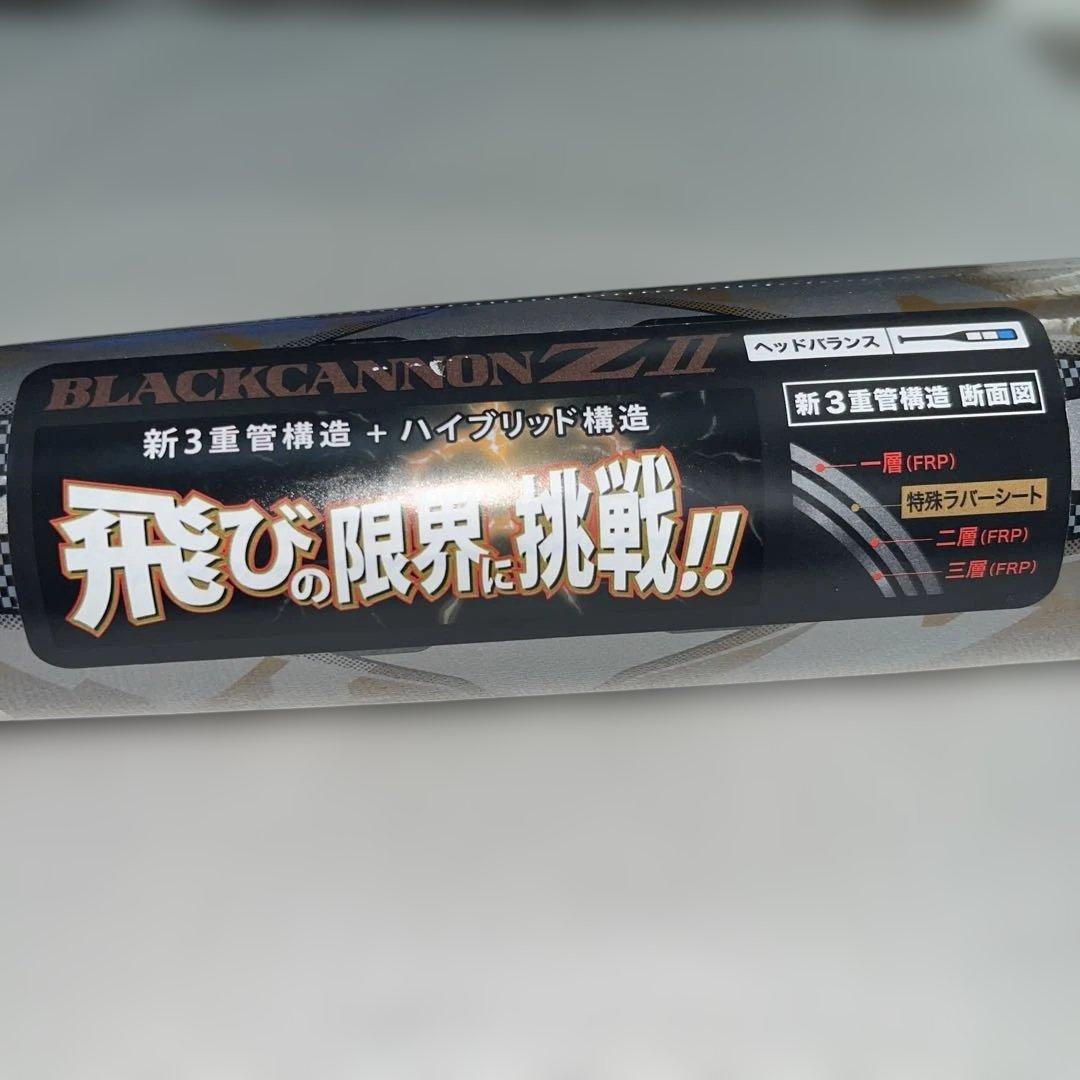 BLACKCANNON Z II
新3重管構造 + ハイブリッド構造
飛びの限界に挑戦!!
ヘッドバランス
新3重管構造 断面図
一層(FRP)
特殊ラバーシート
二層(FRP)
三層(FRP)